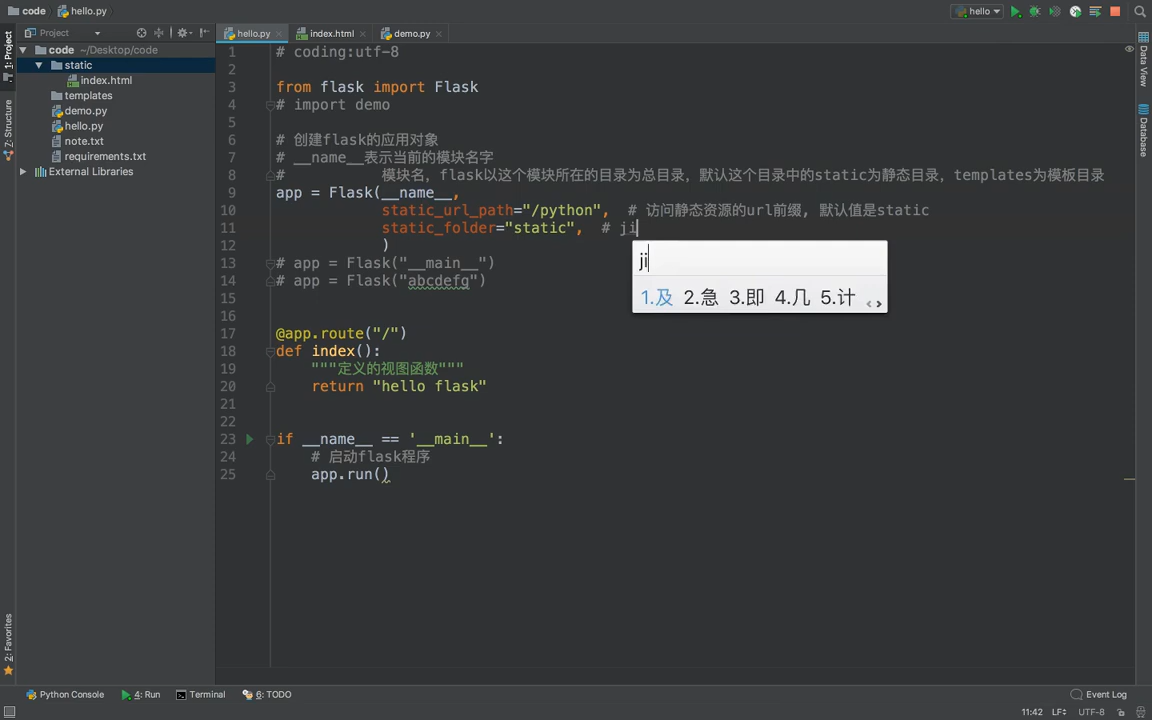 code hello.py
hello
Project
hello.py index.html demo.py
code ~/Desktop/code
static
index.html
templates
demo.py
hello.py
note.txt
requirements.txt
External Libraries
1: Project
7: Structure
2: Favorites
1 # coding:utf-8
2
3 from flask import Flask
4 # import demo
5
6 # 创建flask的应用对象
7 # __name__表示当前的模块名字
8 # 模块名，flask以这个模块所在的目录为总目录，默认这个目录中的static为静态目录，templates为模板目录
9 app = Flask(__name__,
10 static_url_path="/python", # 访问静态资源的url前缀, 默认值是static
11 static_folder="static", # ji
12 )
13 # app = Flask("__main__")
14 # app = Flask("abcdefg")
15
16
17 @app.route("/")
18 def index():
19 """定义的视图函数"""
20 return "hello flask"
21
22
23 if __name__ == '__main__':
24 # 启动flask程序
25 app.run()
ji
1.及 2.急 3.即 4.几 5.计
Data View
Database
Python Console 4: Run Terminal 6: TODO Event Log
11:42 LF UTF-8